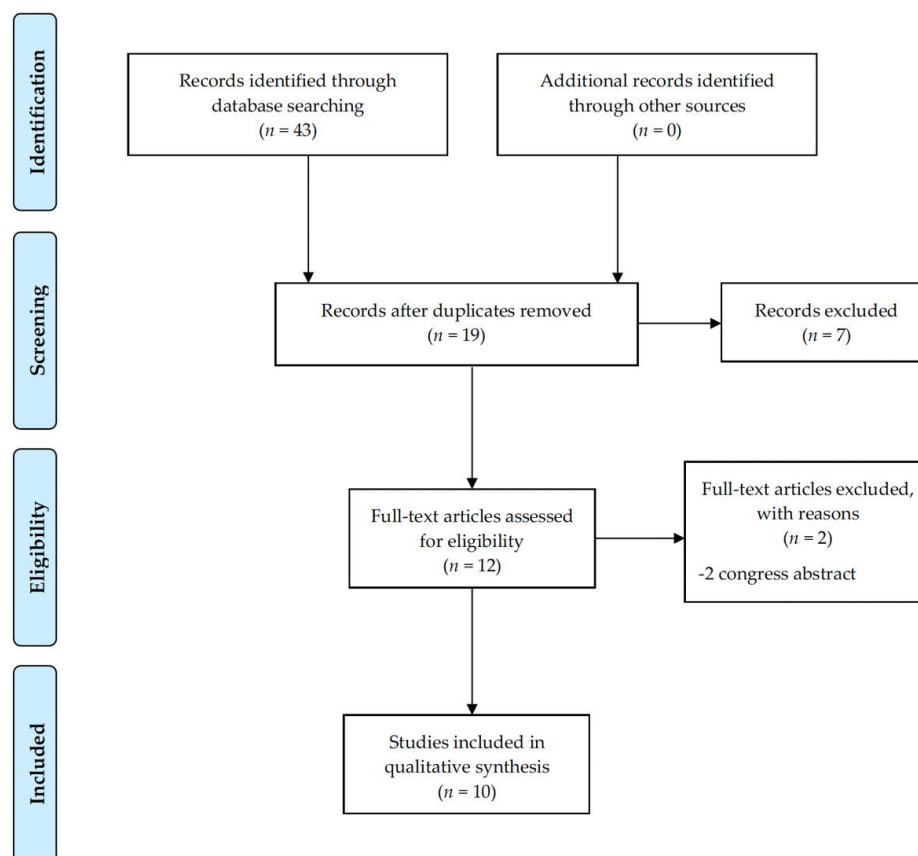 Identification
Records identified through
database searching
(n = 43)
Additional records identified
through other sources
(n = 0)
Screening
Records after duplicates removed
(n = 19)
Records excluded
(n = 7)
Eligibility
Full-text articles assessed
for eligibility
(n = 12)
Full-text articles excluded,
with reasons
(n = 2)
-2 congress abstract
Included
Studies included in
qualitative synthesis
(n = 10)